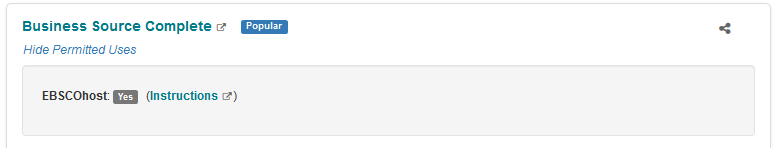 Business Source Complete Popular
Hide Permitted Uses
EBSCOhost: Yes (Instructions )